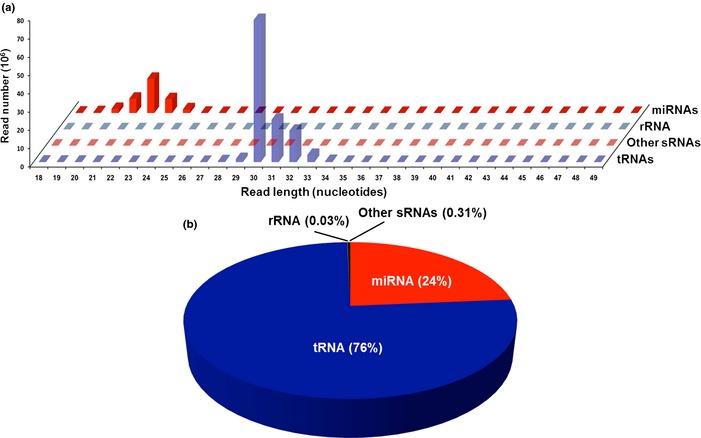 (a)
Read number (10⁶)
80
70
60
50
40
30
20
10
0
miRNAs
rRNA
Other sRNAs
tRNAs
18 19 20 21 22 23 24 25 26 27 28 29 30 31 32 33 34 35 36 37 38 39 40 41 42 43 44 45 46 47 48 49
Read length (nucleotides)
(b)
rRNA (0.03%)
Other sRNAs (0.31%)
miRNA (24%)
tRNA (76%)